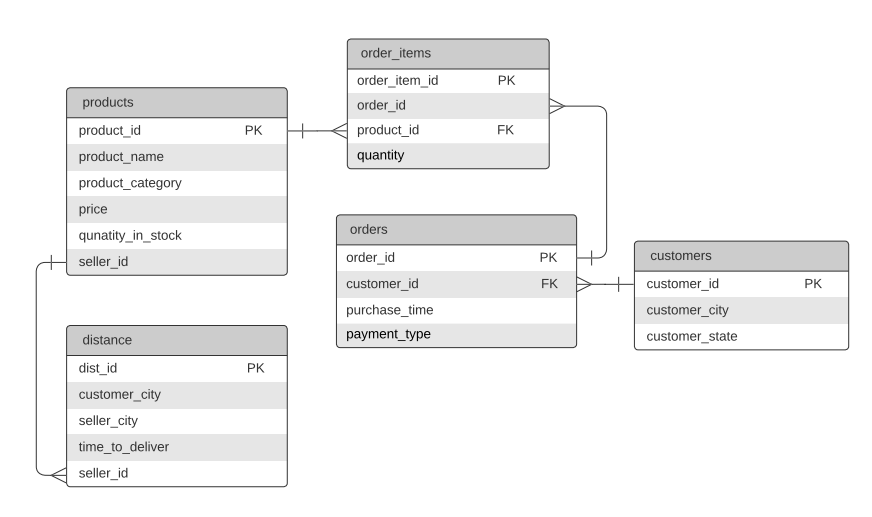 order_items
order_item_id PK
order_id
product_id FK
quantity
products
product_id PK
product_name
product_category
price
qunatity_in_stock
seller_id
orders
order_id PK
customer_id FK
purchase_time
payment_type
customers
customer_id PK
customer_city
customer_state
distance
dist_id PK
customer_city
seller_city
time_to_deliver
seller_id